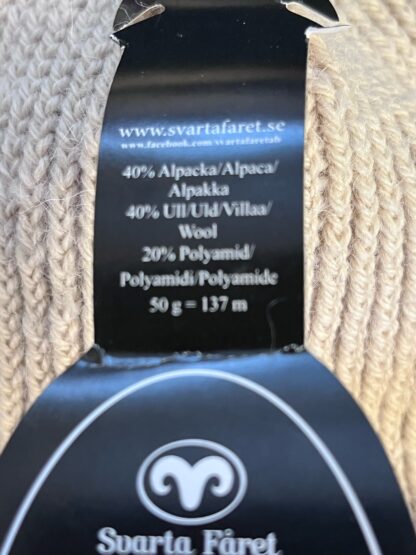 www.svartafaret.se
www.facebook.com/svartafaretab
40% Alpacka/Alpaca/
Alpakka
40% Ull/Uld/Villaa/
Wool
20% Polyamid/
Polyamidi/Polyamide
50 g = 137 m
Svarta Fåret